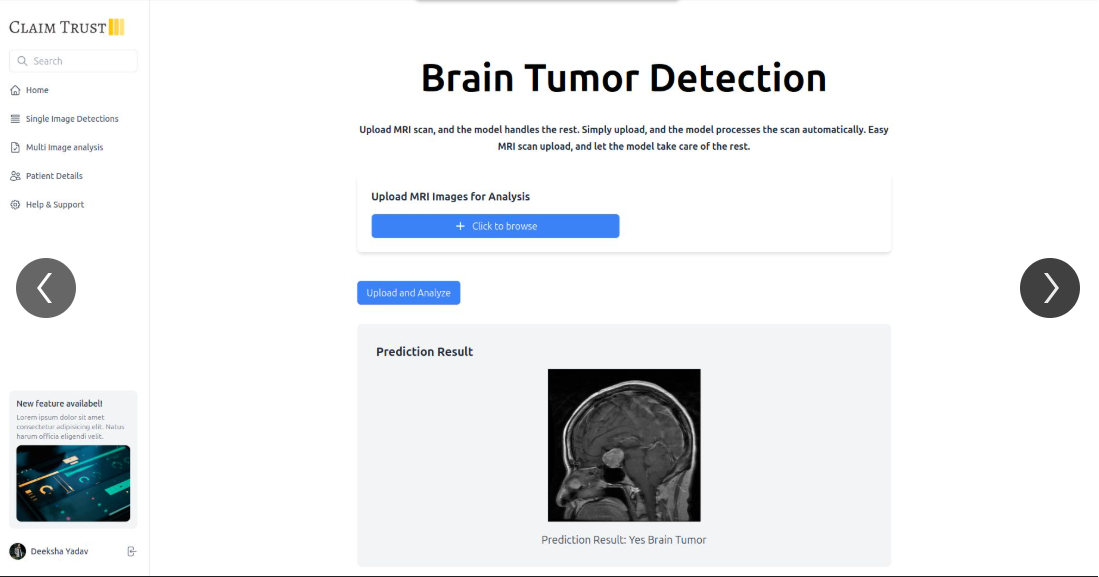 CLAIM TRUST
Search
Home
Single Image Detections
Multi Image analysis
Patient Details
Help & Support
New feature availabel!
Lorem ipsum dolor sit amet
consectetur adipisicing elit. Natus
harum officia eligendi velit.
Deeksha Yadav
Brain Tumor Detection
Upload MRI scan, and the model handles the rest. Simply upload, and the model processes the scan automatically. Easy
MRI scan upload, and let the model take care of the rest.
Upload MRI Images for Analysis
+ Click to browse
Upload and Analyze
Prediction Result
Prediction Result: Yes Brain Tumor